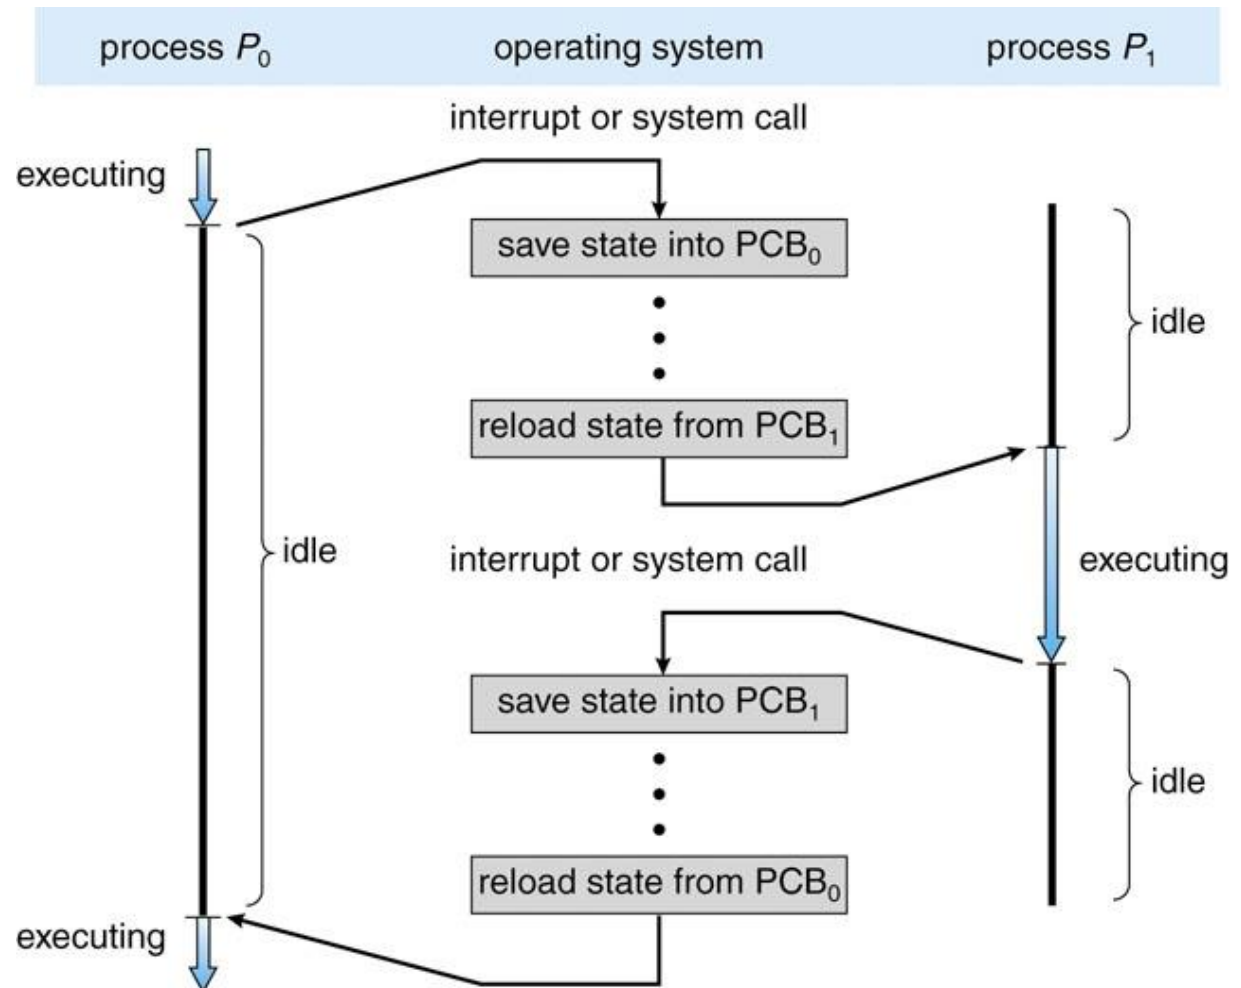 process P₀
operating system
process P₁
interrupt or system call
executing
save state into PCB₀
idle
reload state from PCB₁
idle
interrupt or system call
executing
save state into PCB₁
idle
reload state from PCB₀
executing